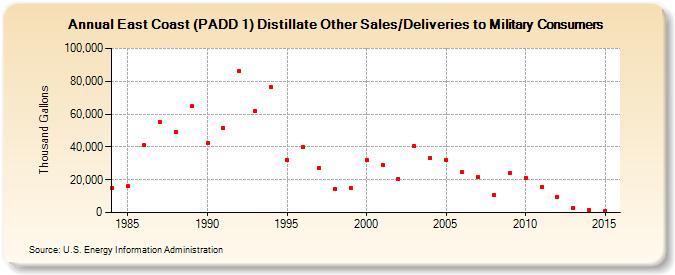 Annual East Coast (PADD 1) Distillate Other Sales/Deliveries to Military Consumers
Thousand Gallons
100,000
80,000
60,000
40,000
20,000
0
1985 1990 1995 2000 2005 2010 2015
Source: U.S. Energy Information Administration